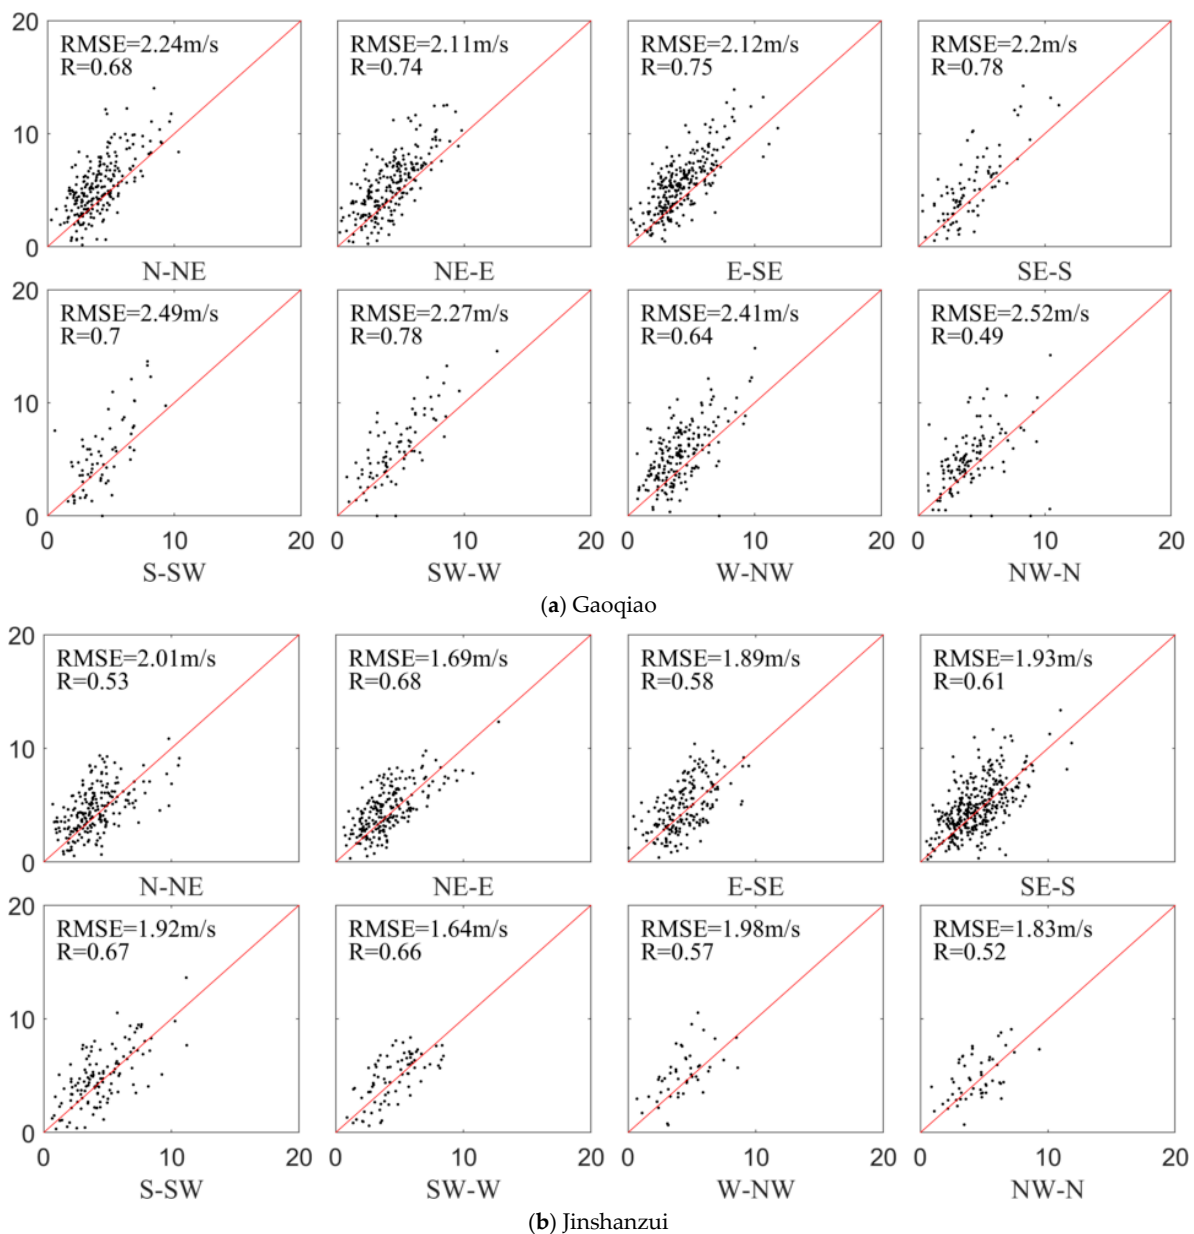 20
RMSE=2.24m/s
R=0.68
RMSE=2.11m/s
R=0.74
RMSE=2.12m/s
R=0.75
RMSE=2.2m/s
R=0.78
10
0
20
20
20
20
N-NE
NE-E
E-SE
SE-S
20
RMSE=2.49m/s
R=0.7
RMSE=2.27m/s
R=0.78
RMSE=2.41m/s
R=0.64
RMSE=2.52m/s
R=0.49
10
0
0 10 20
0 10 20
0 10 20
0 10 20
S-SW
SW-W
W-NW
NW-N
(a) Gaoqiao
20
RMSE=2.01m/s
R=0.53
RMSE=1.69m/s
R=0.68
RMSE=1.89m/s
R=0.58
RMSE=1.93m/s
R=0.61
10
0
N-NE
NE-E
E-SE
SE-S
20
RMSE=1.92m/s
R=0.67
RMSE=1.64m/s
R=0.66
RMSE=1.98m/s
R=0.57
RMSE=1.83m/s
R=0.52
10
0
0 10 20
0 10 20
0 10 20
0 10 20
S-SW
SW-W
W-NW
NW-N
(b) Jinshanzui